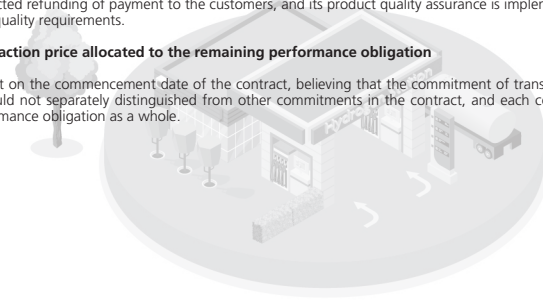 cted refunding of payment to the customers, and its product quality assurance is implem
quality requirements.
action price allocated to the remaining performance obligation
t on the commencement date of the contract, believing that the commitment of trans
uld not separately distinguished from other commitments in the contract, and each co
rmance obligation as a whole.
Hydrogen